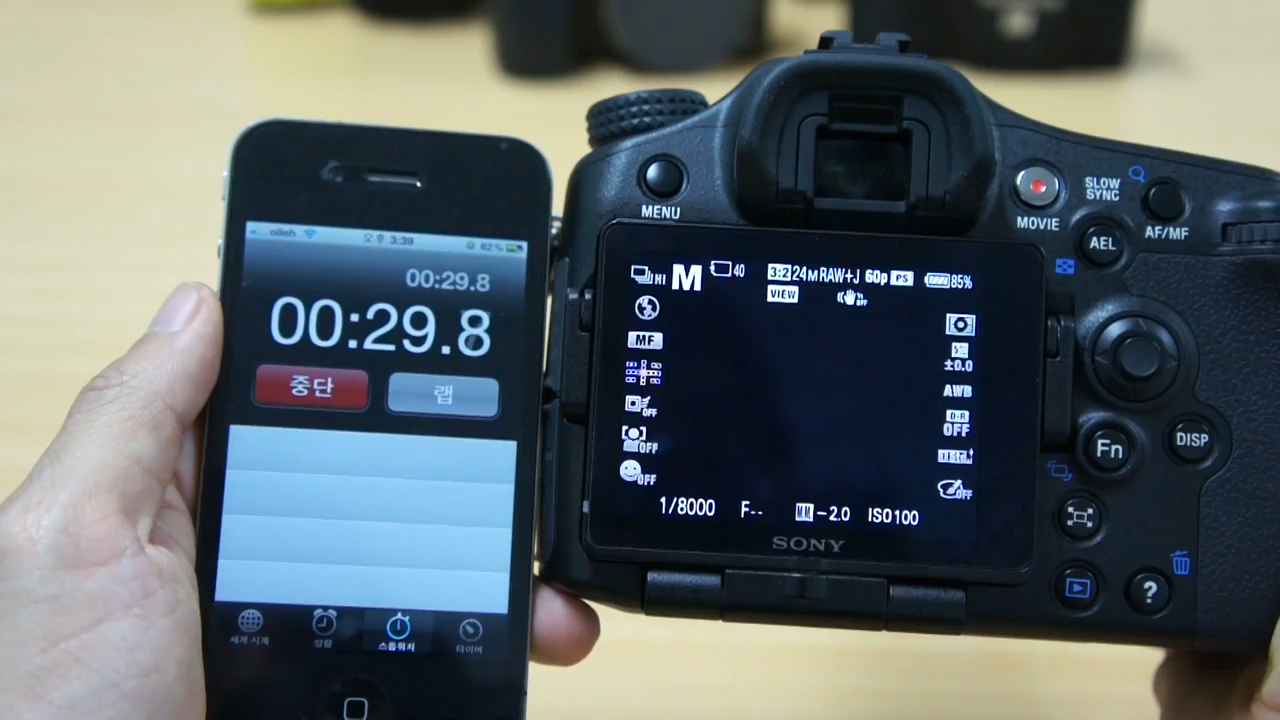 olleh 오후 3:39 62%
00:29.8
00:29.8
중단 랩
세계 시계 알람 스톱워치 타이머
MENU
MOVIE
SLOW
SYNC
AF/MF
AEL
HI M 40 3:2 24M RAW+J 60p PS 85%
VIEW OFF
MF
±0.0
AWB
OFF D-R
OFF
OFF
OFF OFF
1/8000 F-- MM -2.0 ISO100
SONY
Fn
DISP
?